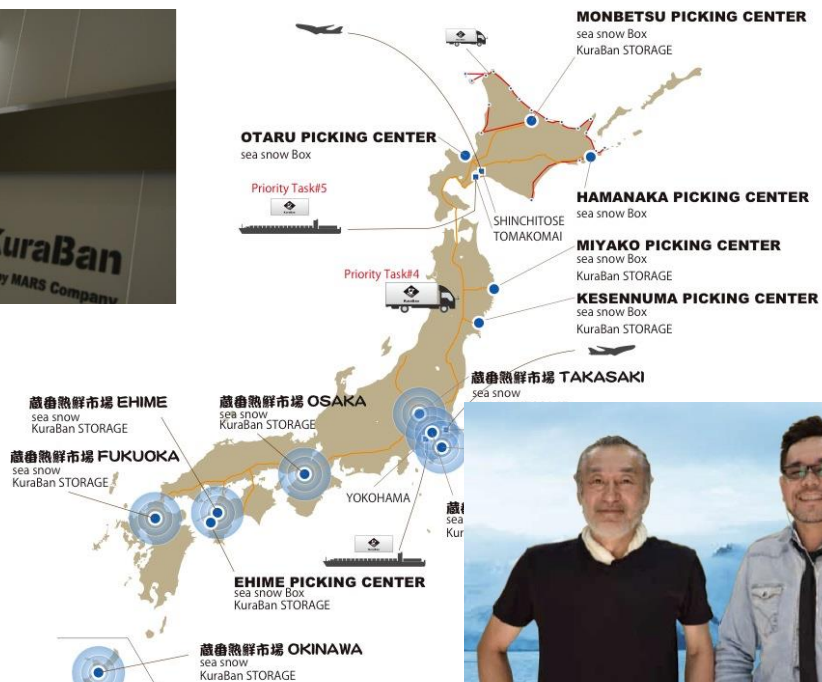 KuraBan
by MARS Company
MONBETSU PICKING CENTER
sea snow Box
KuraBan STORAGE
OTARU PICKING CENTER
sea snow Box
Priority Task#5
HAMANAKA PICKING CENTER
sea snow Box
SHINCHITOSE
TOMAKOMAI
MIYAKO PICKING CENTER
sea snow Box
KuraBan STORAGE
Priority Task#4
KESENNUMA PICKING CENTER
sea snow Box
KuraBan STORAGE
蔵番熟鮮市場 TAKASAKI
sea snow
蔵番熟鮮市場 EHIME
sea snow
KuraBan STORAGE
蔵番熟鮮市場 OSAKA
sea snow
KuraBan STORAGE
蔵番熟鮮市場 FUKUOKA
sea snow
KuraBan STORAGE
YOKOHAMA
EHIME PICKING CENTER
sea snow Box
KuraBan STORAGE
蔵番熟鮮市場 OKINAWA
sea snow
KuraBan STORAGE